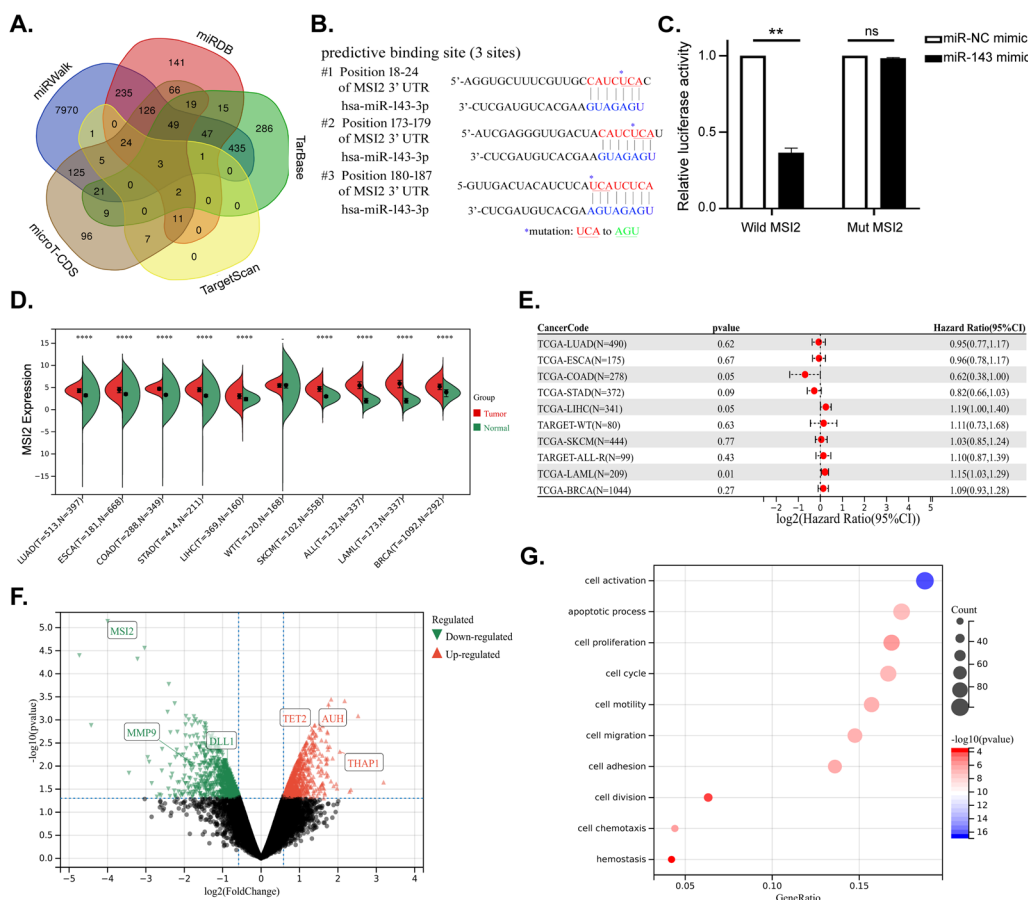 A.
miRWalk
miRDB
TarBase
microT-CDS
TargetScan
141
235
66
7970
126
19
15
286
0
49
1
47
24
435
5
3
1
125
0
0
21
2
9
0
0
11
96
7
0
0
B.
predictive binding site (3 sites)
#1 Position 18-24
of MSI2 3' UTR
hsa-miR-143-3p
*
5'-AGGUGCUUUCGUUGCCAUCUCAC
3'-CUCGAUGUCACGAAGUAGAGU
#2 Position 173-179
of MSI2 3' UTR
hsa-miR-143-3p
*
5'-AUCGAGGGUUGACUACAUCUCAU
3'-CUCGAUGUCACGAAGUAGAGU
#3 Position 180-187
of MSI2 3' UTR
hsa-miR-143-3p
*
5-GUUGACUACAUCUCAUCAUCUCA
3'-CUCGAUGUCACGAAGUAGAGU
*mutation: UCA to AGU
C.
Relative luciferase activity
1.0
0.5
0.0
**
ns
miR-NC mimic
miR-143 mimic
Wild MSI2
Mut MSI2
D.
MSI2 Expression
15
10
5
0
−5
−10
−15
**** **** **** **** **** - **** **** **** ****
Group
Tumor
Normal
LUAD(T=513,N=397)
ESCA(T=181,N=668)
COAD(T=288,N=349)
STAD(T=414,N=211)
LIHC(T=369,N=160)
WT(T=120,N=168)
SKCM(T=102,N=558)
ALL(T=132,N=337)
LAML(T=173,N=337)
BRCA(T=1092,N=292)
E.
CancerCode pvalue Hazard Ratio(95%CI)
TCGA-LUAD(N=490) 0.62 0.95(0.77,1.17)
TCGA-ESCA(N=175) 0.67 0.96(0.78,1.17)
TCGA-COAD(N=278) 0.05 0.62(0.38,1.00)
TCGA-STAD(N=372) 0.09 0.82(0.66,1.03)
TCGA-LIHC(N=341) 0.05 1.19(1.00,1.40)
TARGET-WT(N=80) 0.63 1.11(0.73,1.68)
TCGA-SKCM(N=444) 0.77 1.03(0.85,1.24)
TARGET-ALL-R(N=99) 0.43 1.10(0.87,1.39)
TCGA-LAML(N=209) 0.01 1.15(1.03,1.29)
TCGA-BRCA(N=1044) 0.27 1.09(0.93,1.28)
−2 −1 0 1 2 3 4 5
log2(Hazard Ratio(95%CI))
F.
-log10(pvalue)
5.0
4.5
4.0
3.5
3.0
2.5
2.0
1.5
1.0
0.5
0.0
MSI2
MMP9
DLL1
TET2
AUH
THAP1
Regulated
Down-regulated
Up-regulated
−5 −4 −3 −2 −1 0 1 2 3 4
log2(FoldChange)
G.
cell activation
apoptotic process
cell proliferation
cell cycle
cell motility
cell migration
cell adhesion
cell division
cell chemotaxis
hemostasis
0.05 0.10 0.15
GeneRatio
Count
40
60
80
-log10(pvalue)
4
6
8
10
12
14
16